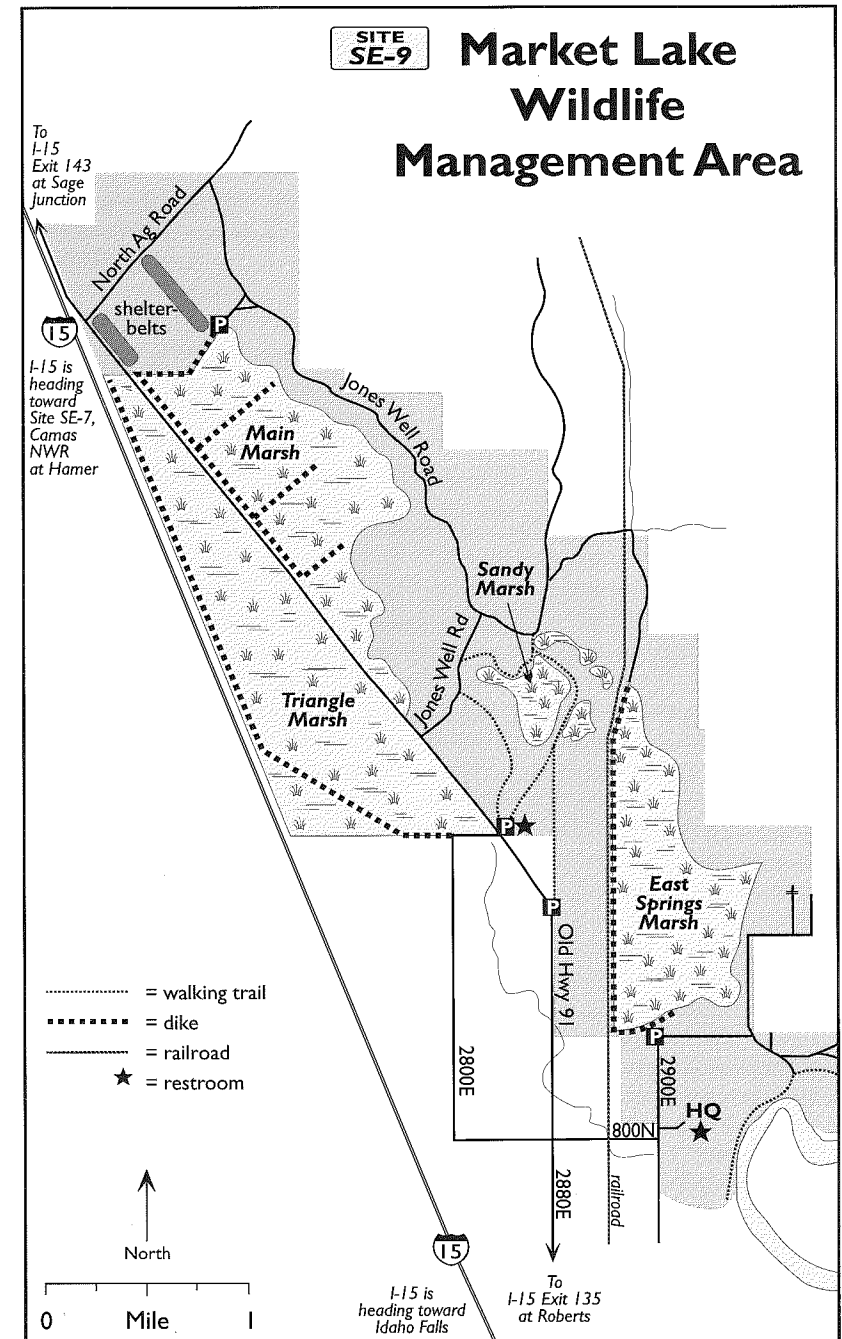 SITE
SE-9
Market Lake
Wildlife
Management Area
To
I-15
Exit 143
at Sage
Junction
North Ag Road
shelter-
belts
P
15
I-15 is
heading
toward
Site SE-7,
Camas
NWR
at Hamer
Jones Well Road
Main
Marsh
Sandy
Marsh
Jones Well Rd
Triangle
Marsh
P
East
Springs
Marsh
P
Old Hwy 91
= walking trail
= dike
= railroad
= restroom
P
2800E
2900E
HQ
800N
2880E
railroad
North
15
To
I-15 Exit 135
at Roberts
I-15 is
heading toward
Idaho Falls
0 Mile 1